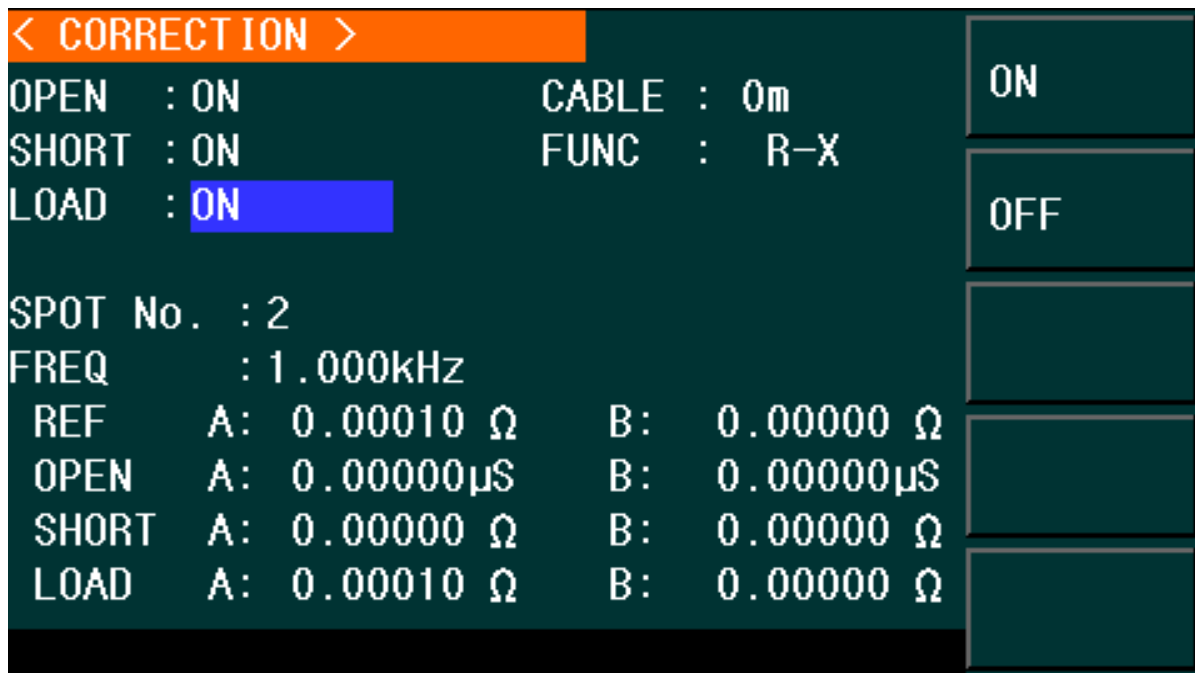 < CORRECTION >
OPEN : ON CABLE : 0m
SHORT : ON FUNC : R-X
LOAD : ON
SPOT No. : 2
FREQ : 1.000kHz
REF A: 0.00010 Ω B: 0.00000 Ω
OPEN A: 0.00000µS B: 0.00000µS
SHORT A: 0.00000 Ω B: 0.00000 Ω
LOAD A: 0.00010 Ω B: 0.00000 Ω
ON
OFF